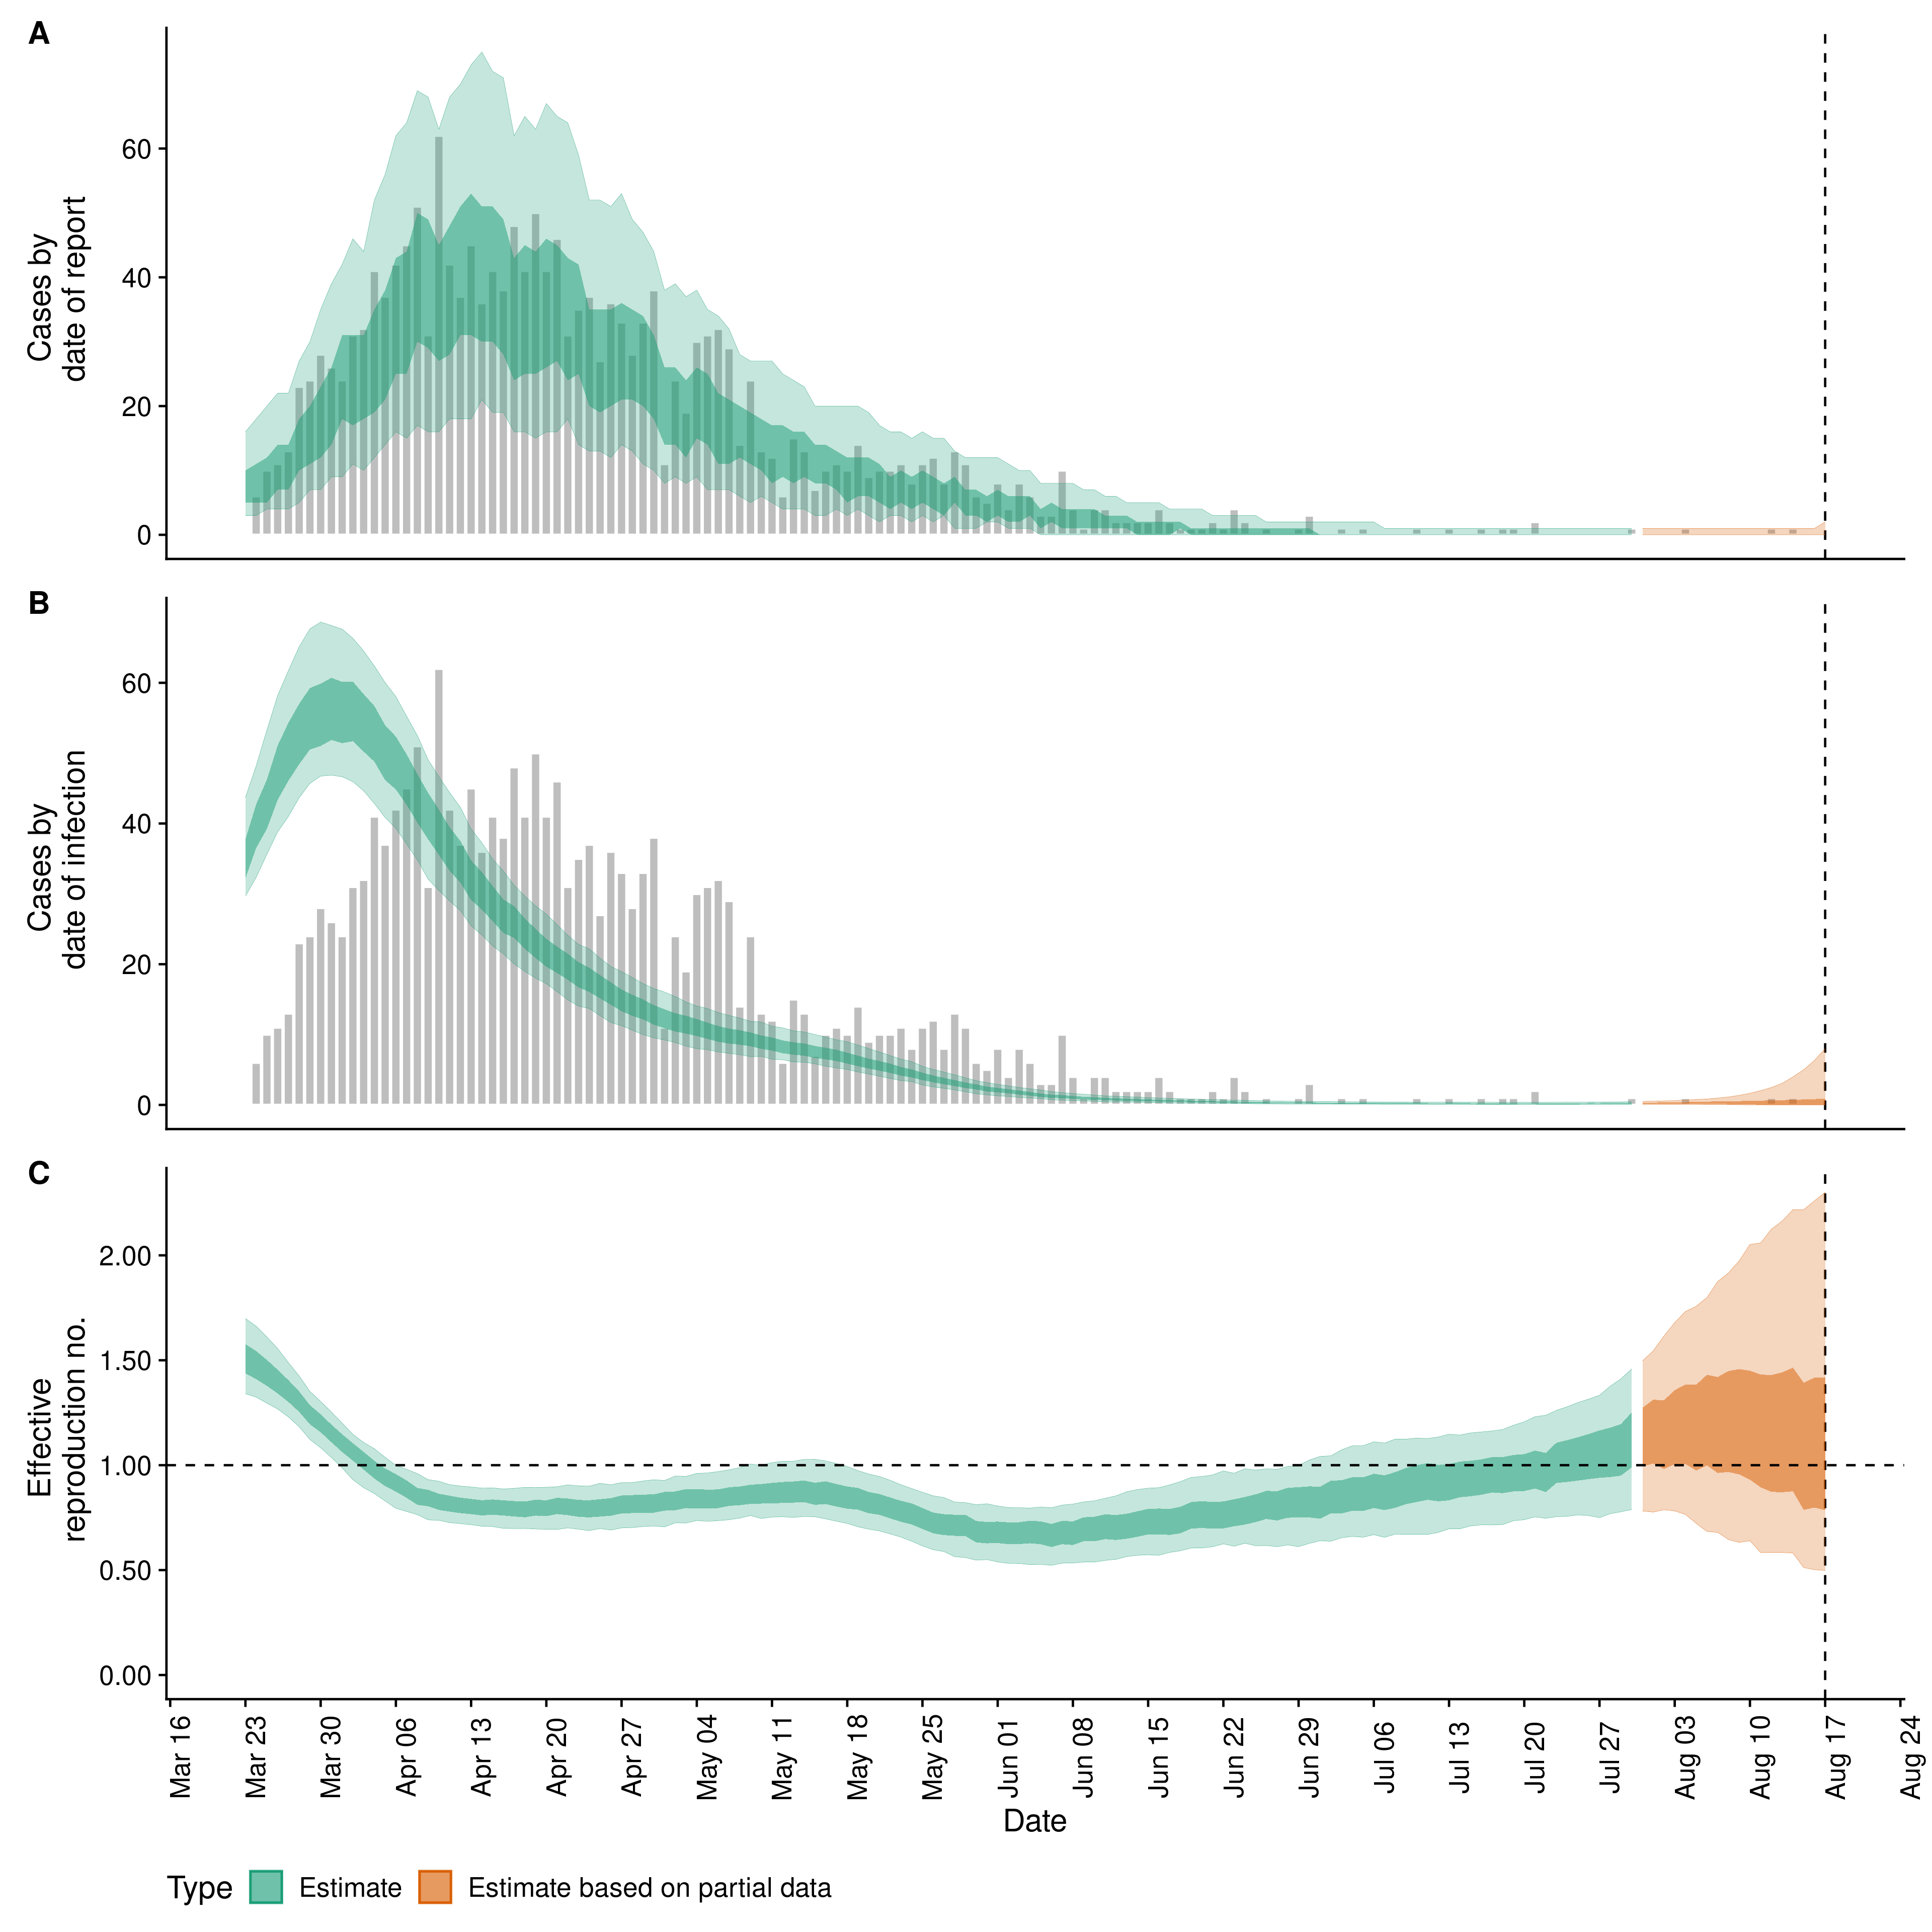 A
Cases by
date of report
60
40
20
0
B
Cases by
date of infection
60
40
20
0
C
Effective
reproduction no.
2.00
1.50
1.00
0.50
0.00
Mar 16
Mar 23
Mar 30
Apr 06
Apr 13
Apr 20
Apr 27
May 04
May 11
May 18
May 25
Jun 01
Jun 08
Jun 15
Jun 22
Jun 29
Jul 06
Jul 13
Jul 20
Jul 27
Aug 03
Aug 10
Aug 17
Aug 24
Date
Type Estimate Estimate based on partial data